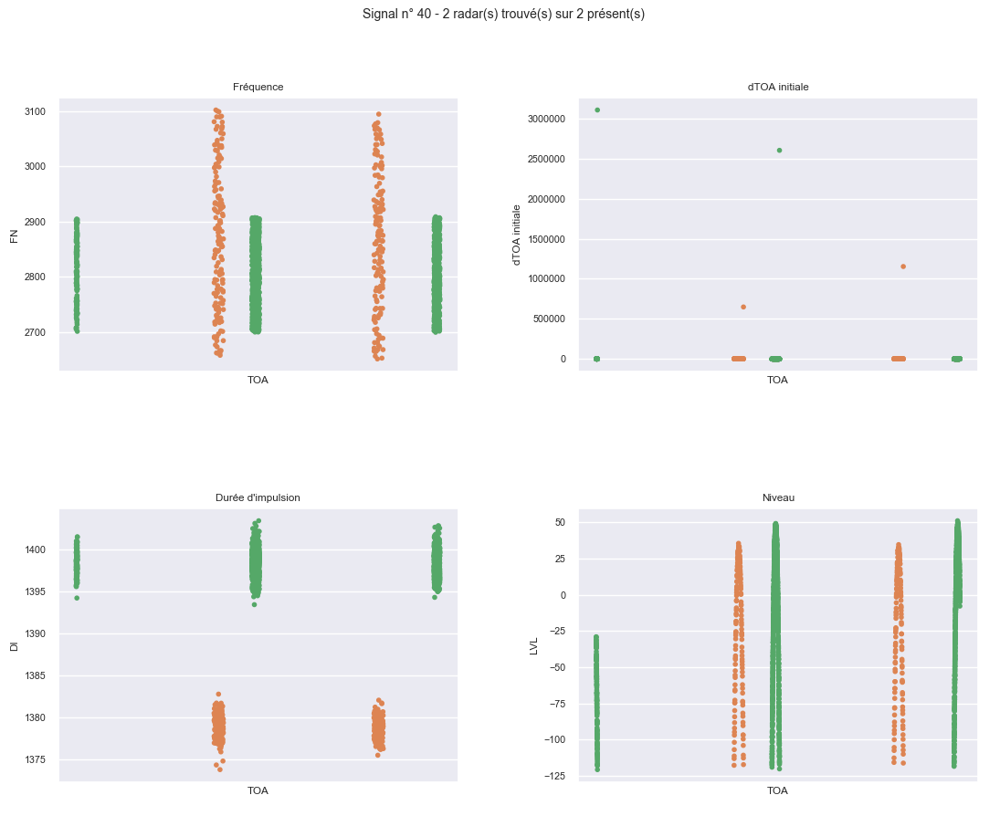 Signal n° 40 - 2 radar(s) trouvé(s) sur 2 présent(s)
Fréquence
3100
3000
2900
2800
2700
FN
TOA
dTOA initiale
3000000
2500000
2000000
1500000
1000000
500000
0
dTOA initiale
TOA
Durée d'impulsion
1400
1395
1390
1385
1380
1375
DI
TOA
Niveau
50
25
0
−25
−50
−75
−100
−125
LVL
TOA